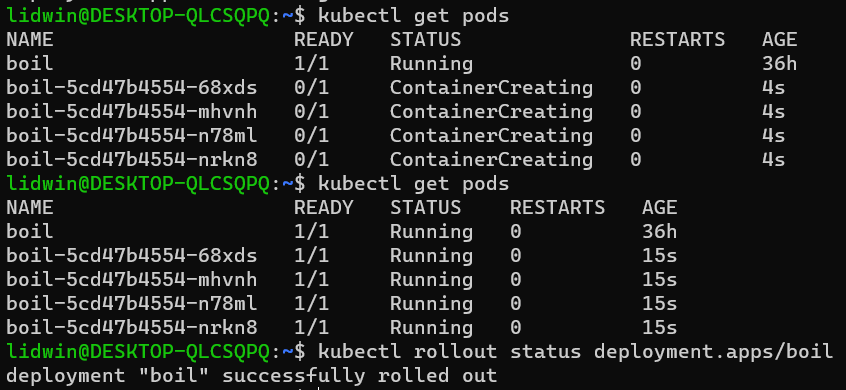 lidwin@DESKTOP-QLCSQPQ:~$ kubectl get pods
NAME                    READY   STATUS              RESTARTS   AGE
boil                    1/1     Running             0          36h
boil-5cd47b4554-68xds   0/1     ContainerCreating   0          4s
boil-5cd47b4554-mhvnh   0/1     ContainerCreating   0          4s
boil-5cd47b4554-n78ml   0/1     ContainerCreating   0          4s
boil-5cd47b4554-nrkn8   0/1     ContainerCreating   0          4s
lidwin@DESKTOP-QLCSQPQ:~$ kubectl get pods
NAME                    READY   STATUS    RESTARTS   AGE
boil                    1/1     Running   0          36h
boil-5cd47b4554-68xds   1/1     Running   0          15s
boil-5cd47b4554-mhvnh   1/1     Running   0          15s
boil-5cd47b4554-n78ml   1/1     Running   0          15s
boil-5cd47b4554-nrkn8   1/1     Running   0          15s
lidwin@DESKTOP-QLCSQPQ:~$ kubectl rollout status deployment.apps/boil
deployment "boil" successfully rolled out